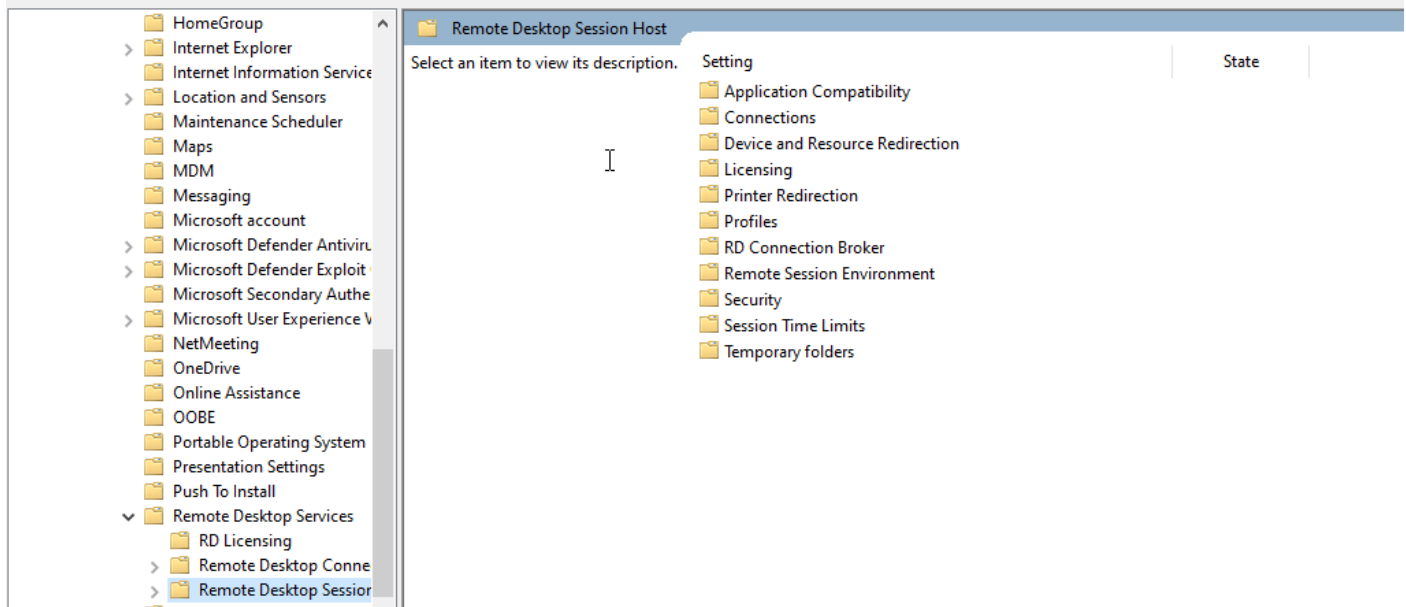 HomeGroup
Internet Explorer
Internet Information Service
Location and Sensors
Maintenance Scheduler
Maps
MDM
Messaging
Microsoft account
Microsoft Defender Antiviru
Microsoft Defender Exploit
Microsoft Secondary Authe
Microsoft User Experience V
NetMeeting
OneDrive
Online Assistance
OOBE
Portable Operating System
Presentation Settings
Push To Install
Remote Desktop Services
RD Licensing
Remote Desktop Conne
Remote Desktop Session
Remote Desktop Session Host
Select an item to view its description.
Setting State
Application Compatibility
Connections
Device and Resource Redirection
Licensing
Printer Redirection
Profiles
RD Connection Broker
Remote Session Environment
Security
Session Time Limits
Temporary folders